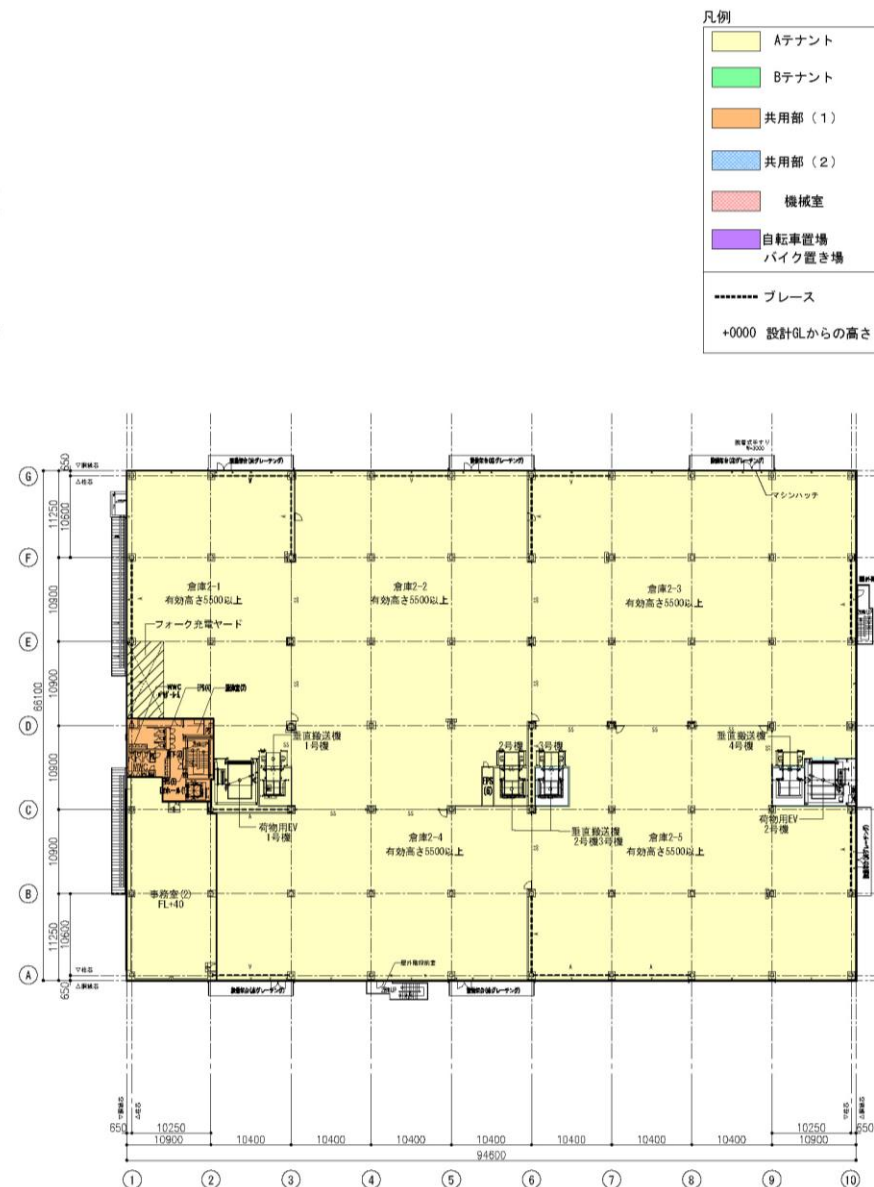 凡例
Aテナント
Bテナント
共用部（1）
共用部（2）
機械室
自転車置場
バイク置き場
ブレース
+0000 設計GLからの高さ
マシンハッチ
G
F
E
D
C
B
A
650
11250
10600
10900
10900
66100
10900
10900
11250
10600
650
倉庫2-1
有効高さ5500以上
倉庫2-2
有効高さ5500以上
倉庫2-3
有効高さ5500以上
フォーク充電ヤード
垂直搬送機
1号機
2号機
3号機
垂直搬送機
4号機
EPS
(6)
荷物用EV
1号機
倉庫2-4
有効高さ5500以上
垂直搬送機
2号機3号機
倉庫2-5
有効高さ5500以上
荷物用EV
2号機
事務室(2)
FL+40
650
10250
10250
650
10900
10400
10400
10400
10400
10400
10400
10400
10900
94600
1
2
3
4
5
6
7
8
9
10